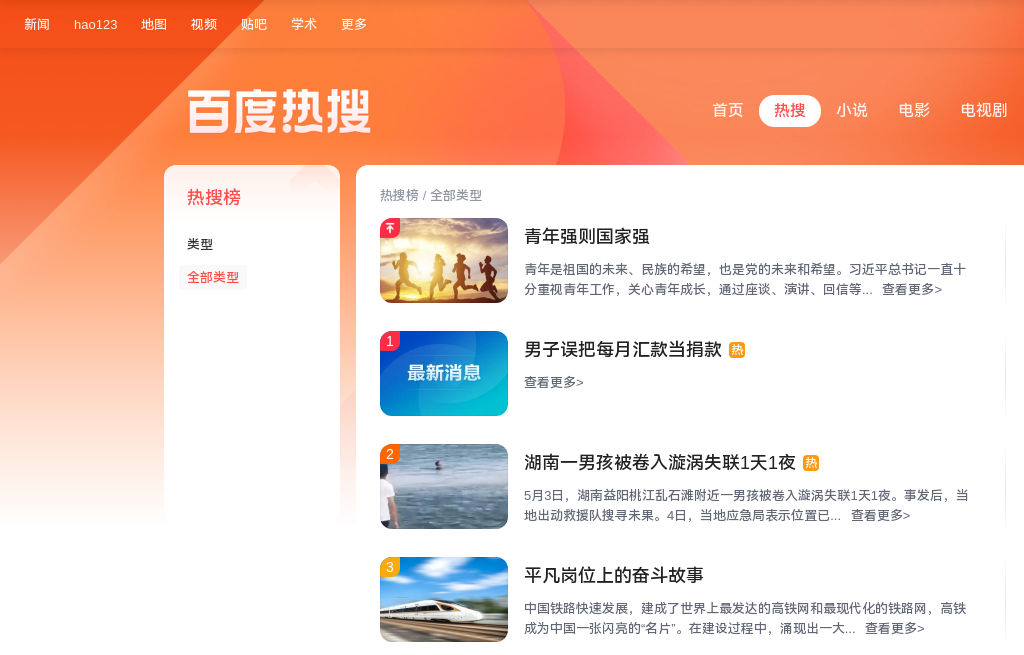 新闻 hao123 地图 视频 贴吧 学术 更多
百度热搜
首页 热搜 小说 电影 电视剧
热搜榜
类型
全部类型
热搜榜 / 全部类型
青年强则国家强
青年是祖国的未来、民族的希望，也是党的未来和希望。习近平总书记一直十
分重视青年工作，关心青年成长，通过座谈、演讲、回信等... 查看更多>
1
最新消息
男子误把每月汇款当捐款 热
查看更多>
2
湖南一男孩被卷入漩涡失联1天1夜 热
5月3日，湖南益阳桃江乱石滩附近一男孩被卷入漩涡失联1天1夜。事发后，当
地出动救援队搜寻未果。4日，当地应急局表示位置已... 查看更多>
3
平凡岗位上的奋斗故事
中国铁路快速发展，建成了世界上最发达的高铁网和最现代化的铁路网，高铁
成为中国一张闪亮的“名片”。在建设过程中，涌现出一大... 查看更多>